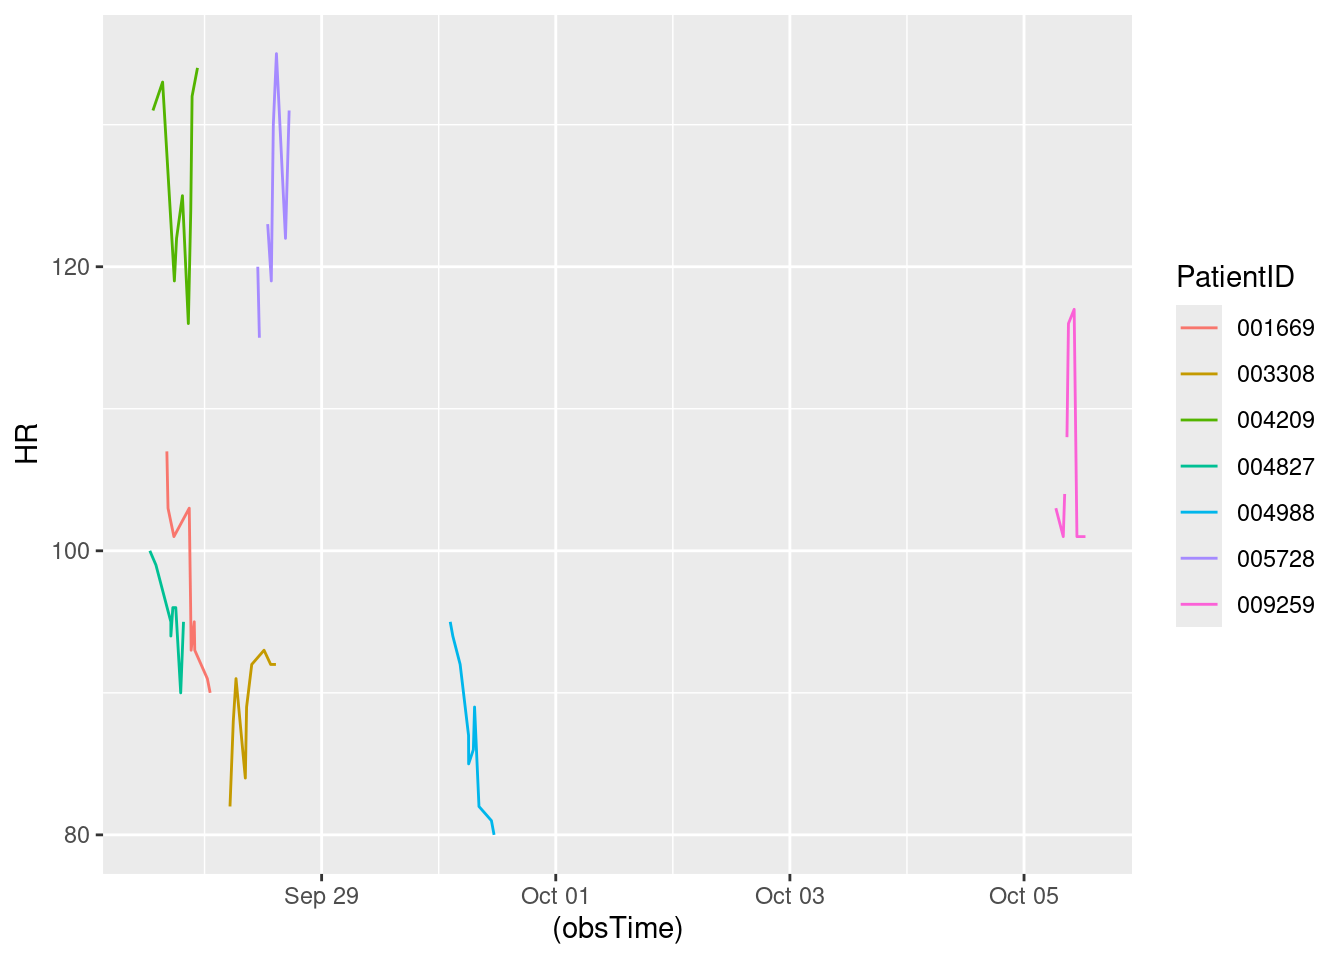 HR
120
100
80
Sep 29
Oct 01
Oct 03
Oct 05
(obsTime)
PatientID
001669
003308
004209
004827
004988
005728
009259